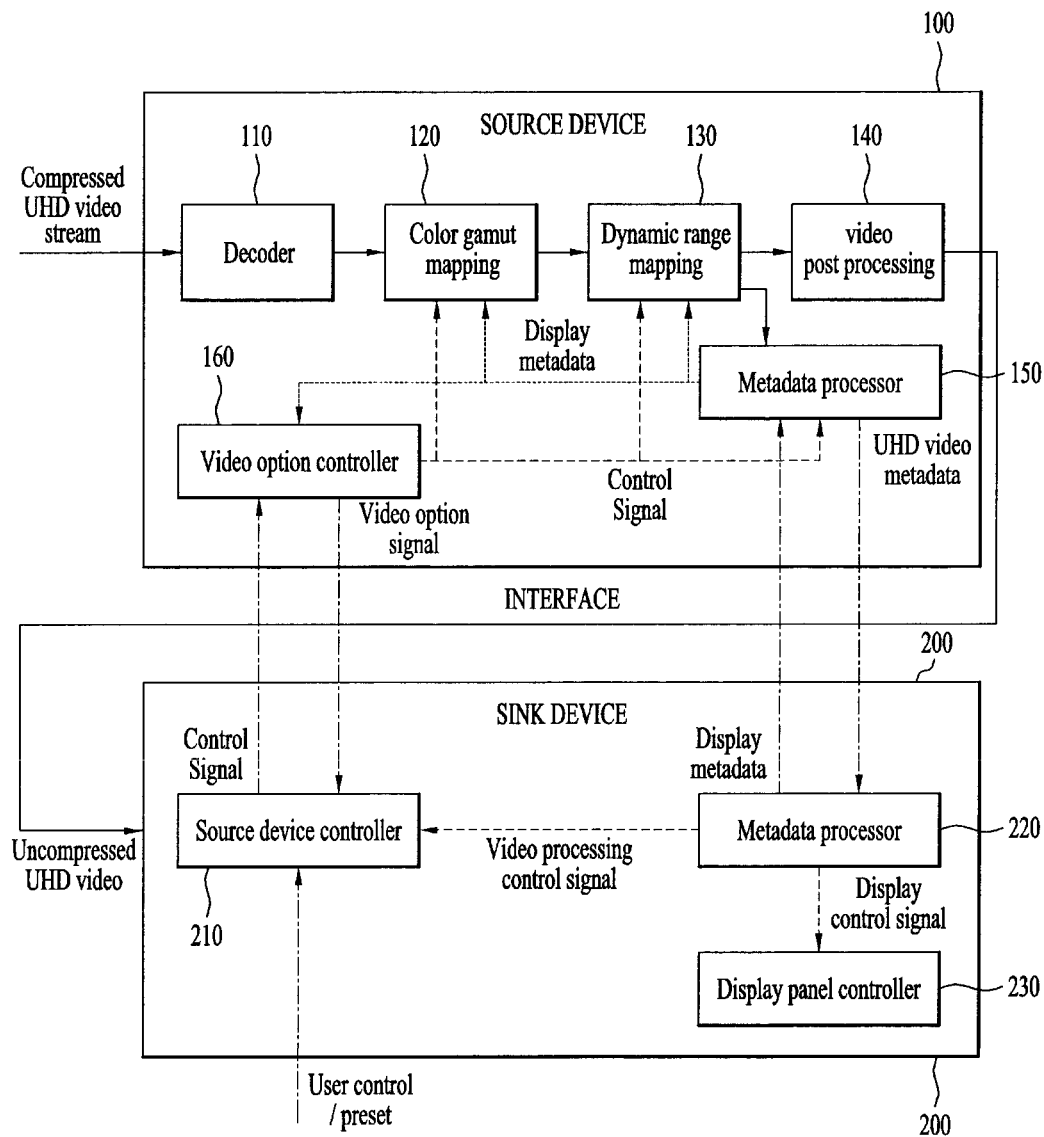 100
SOURCE DEVICE
110
120
130
140
Compressed
UHD video
stream
Decoder
Color gamut
mapping
Dynamic range
mapping
video
post processing
Display
metadata
160
Metadata processor
150
Video option controller
UHD video
metadata
Control
Signal
Video option
signal
INTERFACE
200
SINK DEVICE
Control
Signal
Display
metadata
Source device controller
Metadata processor
220
Uncompressed
UHD video
Video processing
control signal
Display
control signal
210
Display panel controller
230
User control
/ preset
200